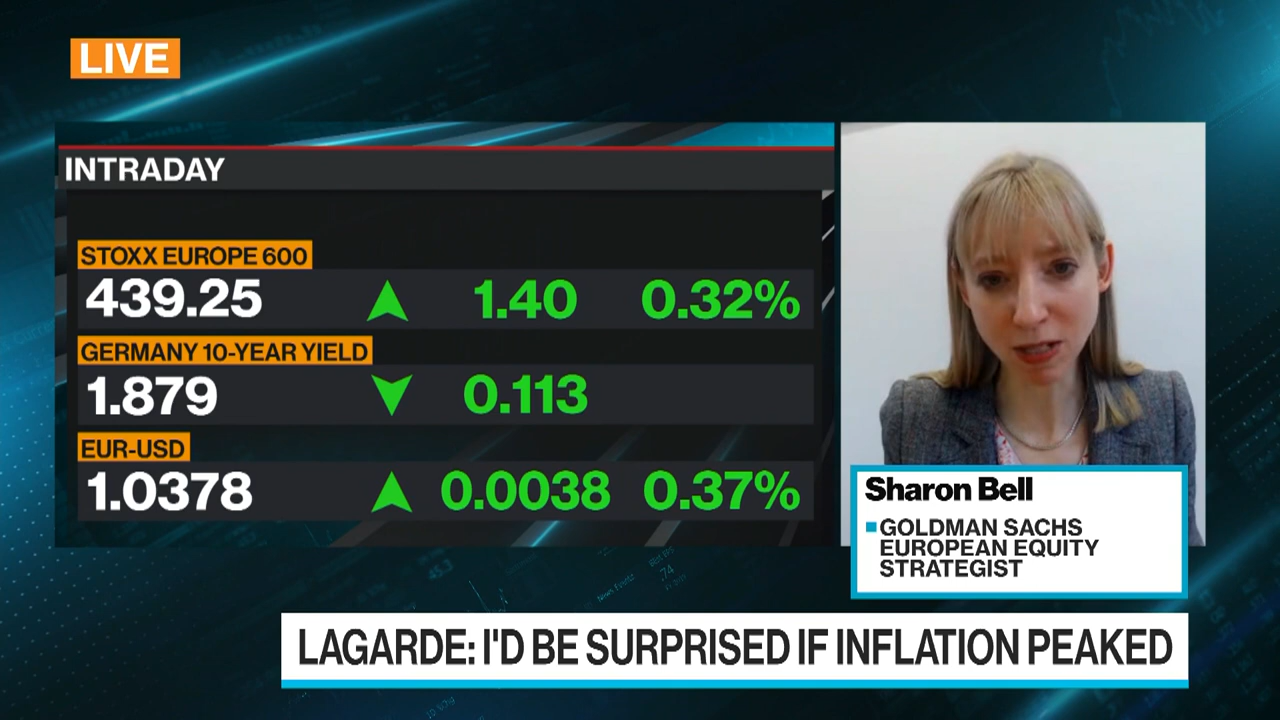 LIVE
INTRADAY
STOXX EUROPE 600
439.25 ▲ 1.40 0.32%
GERMANY 10-YEAR YIELD
1.879 ▼ 0.113
EUR-USD
1.0378 ▲ 0.0038 0.37%
Sharon Bell
GOLDMAN SACHS
EUROPEAN EQUITY
STRATEGIST
LAGARDE: I'D BE SURPRISED IF INFLATION PEAKED